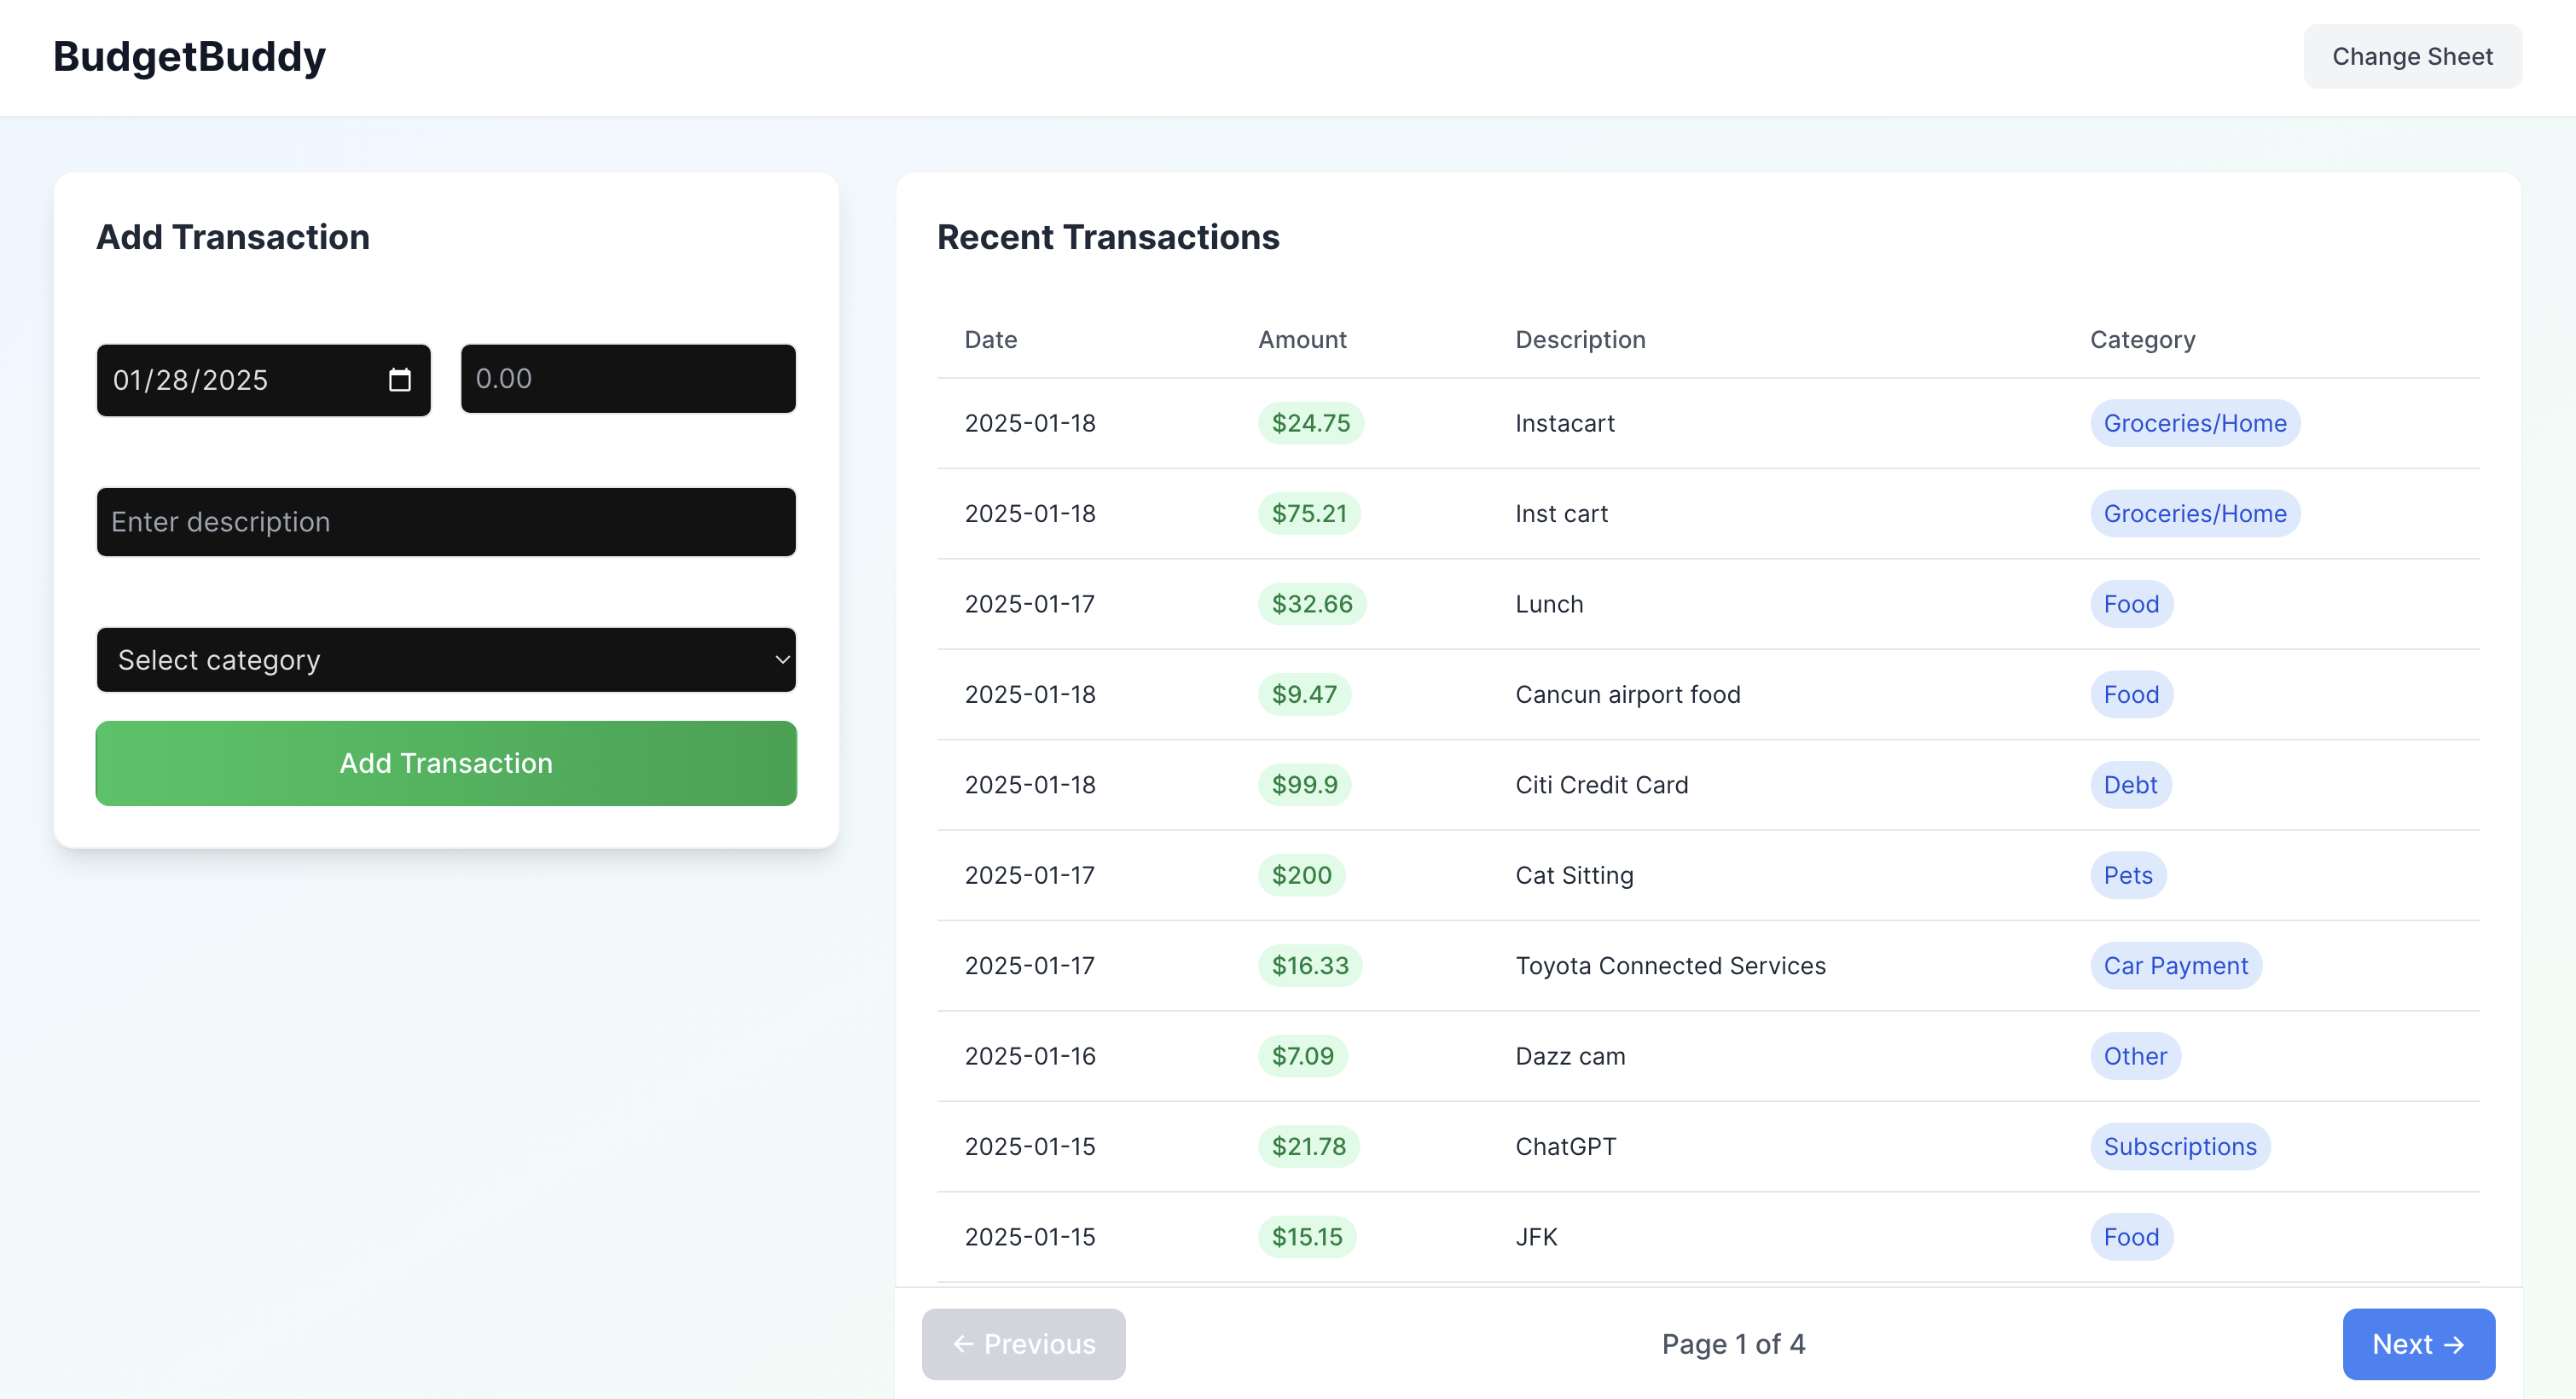 BudgetBuddy
Change Sheet
Add Transaction
01/28/2025
0.00
Enter description
Select category
Add Transaction
Recent Transactions
Date Amount Description Category
2025-01-18 $24.75 Instacart Groceries/Home
2025-01-18 $75.21 Inst cart Groceries/Home
2025-01-17 $32.66 Lunch Food
2025-01-18 $9.47 Cancun airport food Food
2025-01-18 $99.9 Citi Credit Card Debt
2025-01-17 $200 Cat Sitting Pets
2025-01-17 $16.33 Toyota Connected Services Car Payment
2025-01-16 $7.09 Dazz cam Other
2025-01-15 $21.78 ChatGPT Subscriptions
2025-01-15 $15.15 JFK Food
← Previous Page 1 of 4 Next →